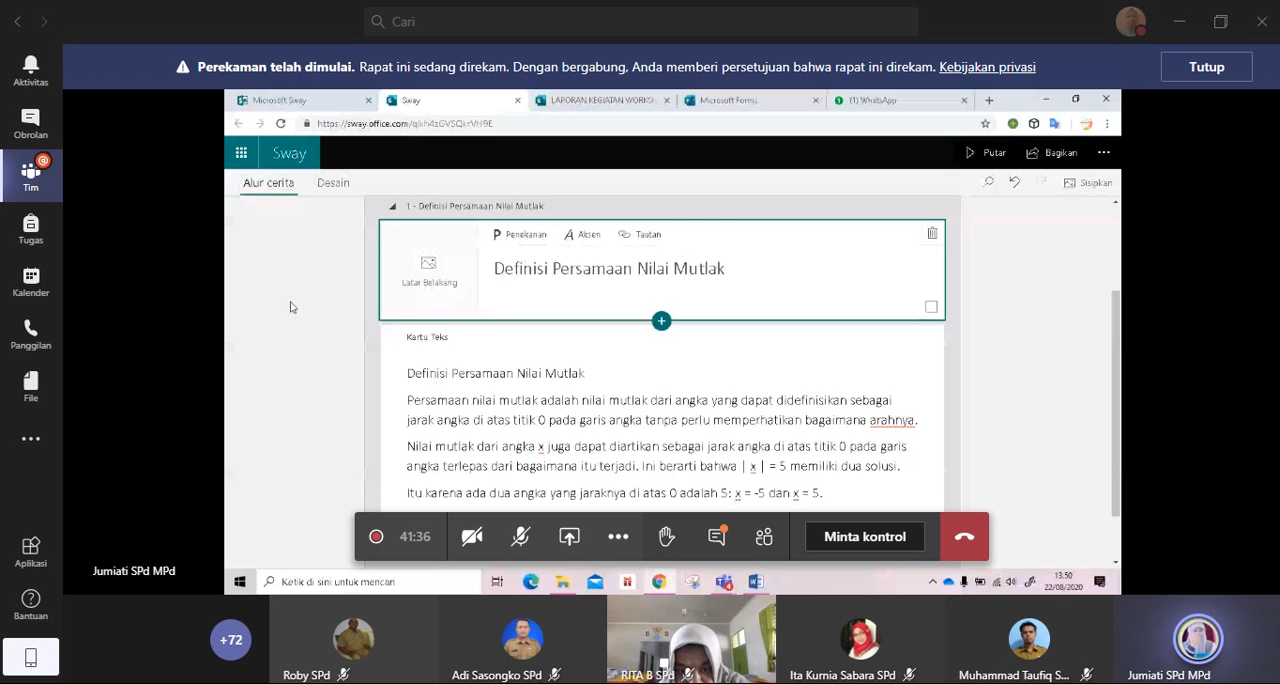 Cari
Perekaman telah dimulai. Rapat ini sedang direkam. Dengan bergabung, Anda memberi persetujuan bahwa rapat ini direkam. Kebijakan privasi
Tutup
Aktivitas
Obrolan
Tim
Tugas
Kalender
Panggilan
File
Aplikasi
Bantuan
Microsoft Sway
Sway
LAPORAN KEGIATAN WORKSH
Microsoft Forms
(1) WhatsApp
Sway
Putar
Bagikan
Alur cerita
Desain
Sisipkan
1 - Definisi Persamaan Nilai Mutlak
Penekanan
Aksen
Tautan
Latar Belakang
Definisi Persamaan Nilai Mutlak
Kartu Teks
Definisi Persamaan Nilai Mutlak
Persamaan nilai mutlak adalah nilai mutlak dari angka yang dapat didefinisikan sebagai
jarak angka di atas titik 0 pada garis angka tanpa perlu memperhatikan bagaimana arahnya.
Nilai mutlak dari angka x juga dapat diartikan sebagai jarak angka di atas titik 0 pada garis
angka terlepas dari bagaimana itu terjadi. Ini berarti bahwa | x | = 5 memiliki dua solusi.
Itu karena ada dua angka yang jaraknya di atas 0 adalah 5: x = -5 dan x = 5.
41:36
Minta kontrol
Jumiati SPd MPd
Ketik di sini untuk mencari
13.50
22/08/2020
+72
Roby SPd
Adi Sasongko SPd
RITA B SPd
Ita Kurnia Sabara SPd
Muhammad Taufiq S...
Jumiati SPd MPd